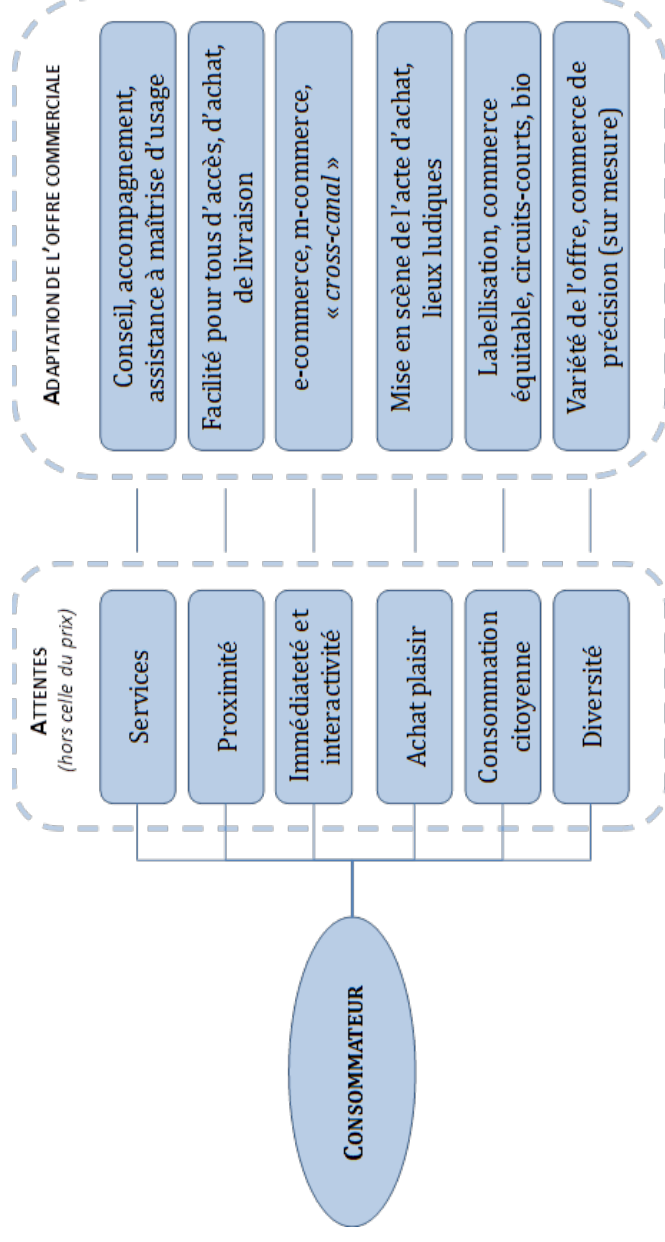 CONSOMMATEUR
ATTENTES
(hors celle du prix)
Services
Proximité
Immédiateté et
interactivité
Achat plaisir
Consommation
citoyenne
Diversité
ADAPTATION DE L'OFFRE COMMERCIALE
Conseil, accompagnement,
assistance à maîtrise d'usage
Facilité pour tous d'accès, d'achat,
de livraison
e-commerce, m-commerce,
« cross-canal »
Mise en scène de l'acte d'achat,
lieux ludiques
Labellisation, commerce
équitable, circuits-courts, bio
Variété de l'offre, commerce de
précision (sur mesure)